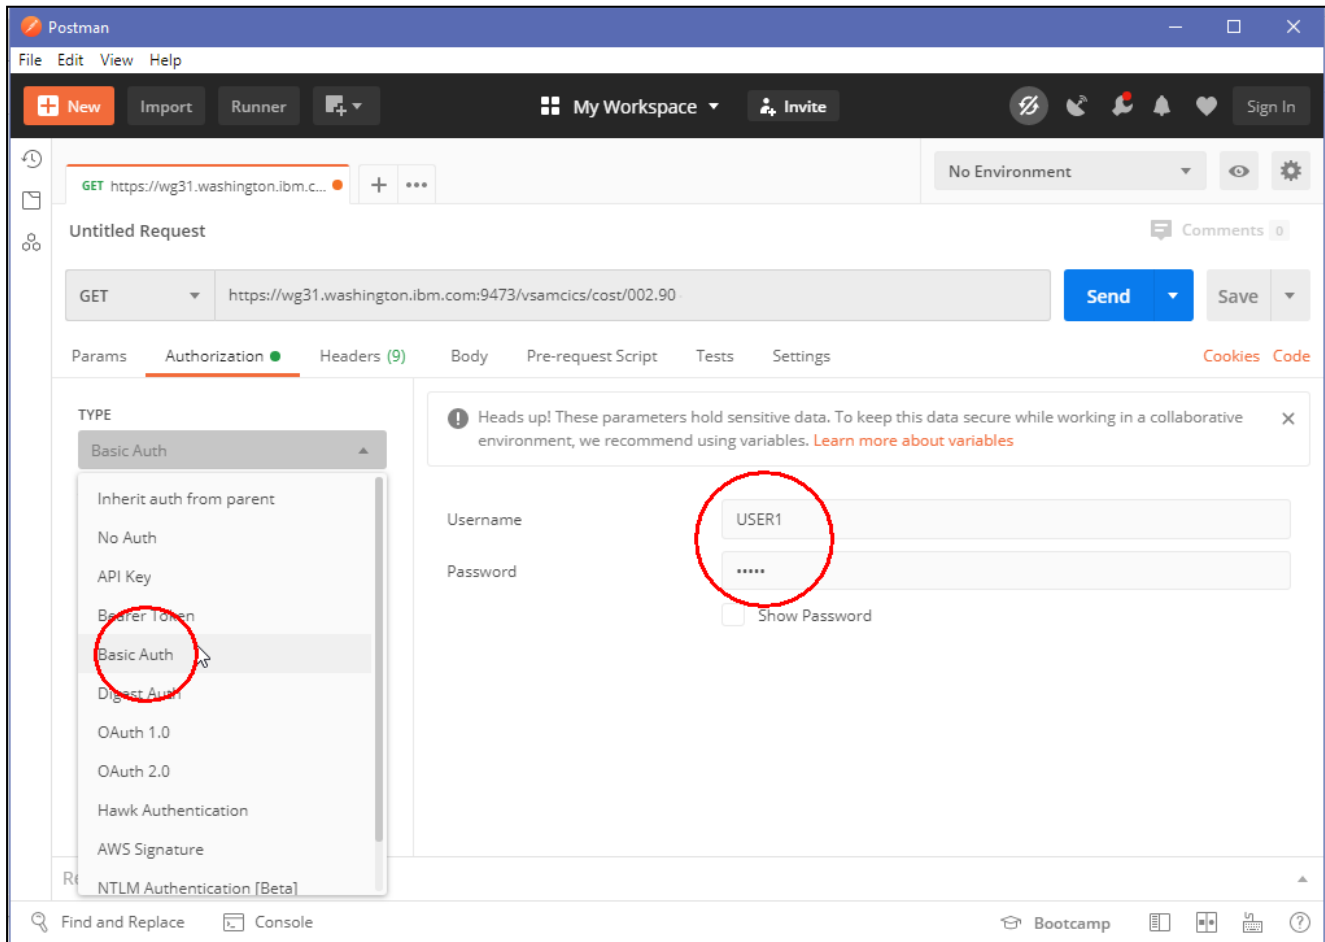 Postman
File Edit View Help
New Import Runner My Workspace Invite Sign In
GET https://wg31.washington.ibm.c... No Environment
Untitled Request Comments 0
GET https://wg31.washington.ibm.com:9473/vsamcics/cost/002.90 Send Save
Params Authorization Headers (9) Body Pre-request Script Tests Settings Cookies Code
TYPE
Basic Auth
Heads up! These parameters hold sensitive data. To keep this data secure while working in a collaborative
environment, we recommend using variables. Learn more about variables
Inherit auth from parent
No Auth
API Key
Bearer Token
Basic Auth
Digest Auth
OAuth 1.0
OAuth 2.0
Hawk Authentication
AWS Signature
NTLM Authentication [Beta]
Username USER1
Password •••••
Show Password
Find and Replace Console Bootcamp